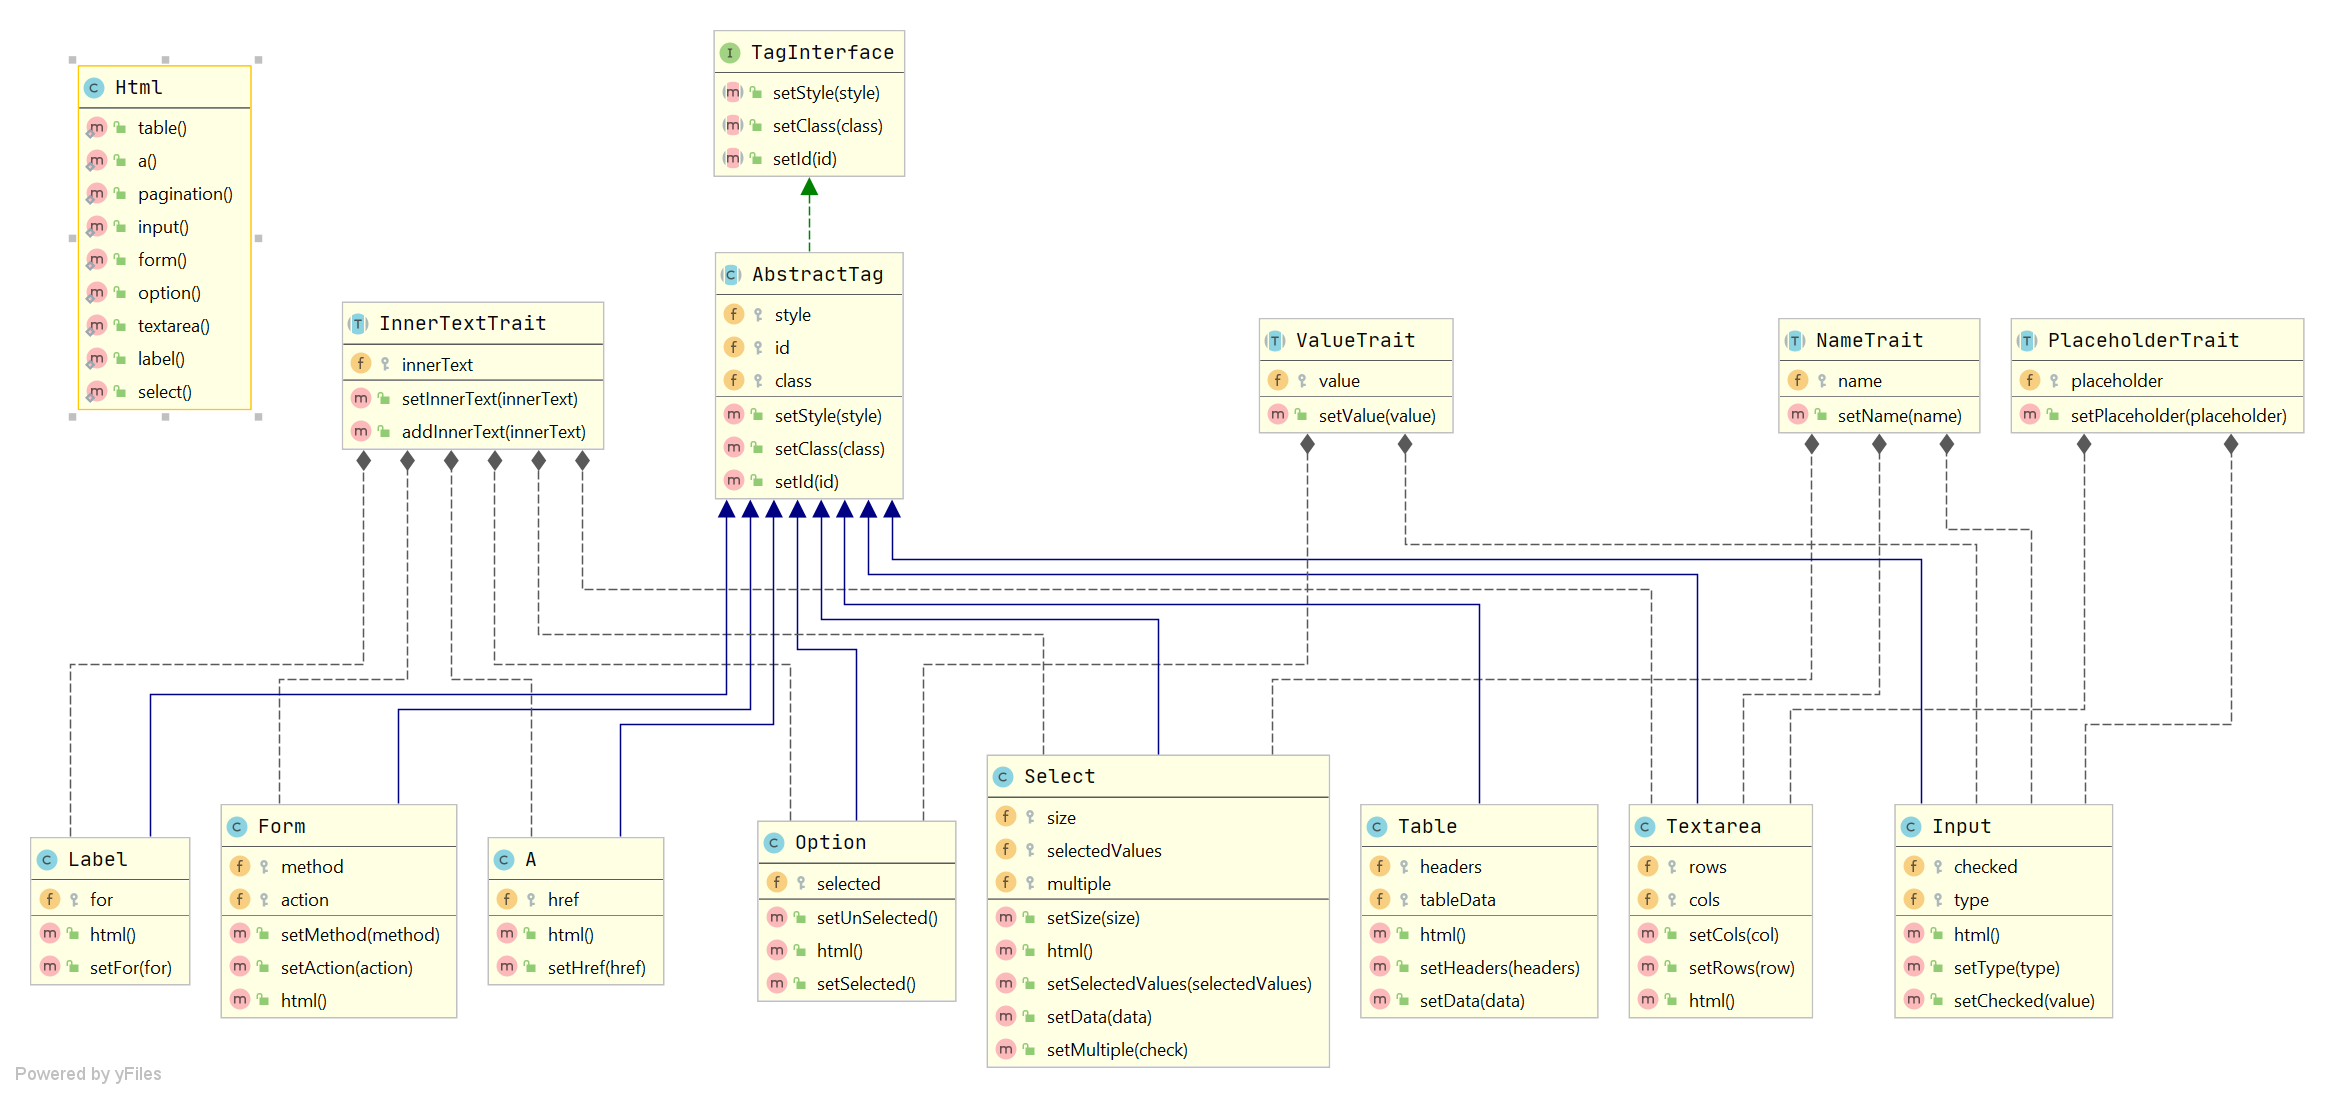 Html
table()
a()
pagination()
input()
form()
option()
textarea()
label()
select()
TagInterface
setStyle(style)
setClass(class)
setId(id)
InnerTextTrait
innerText
setInnerText(innerText)
addInnerText(innerText)
AbstractTag
style
id
class
setStyle(style)
setClass(class)
setId(id)
ValueTrait
value
setValue(value)
NameTrait
name
setName(name)
PlaceholderTrait
placeholder
setPlaceholder(placeholder)
Label
for
html()
setFor(for)
Form
method
action
setMethod(method)
setAction(action)
html()
A
href
html()
setHref(href)
Option
selected
setUnSelected()
html()
setSelected()
Select
size
selectedValues
multiple
setSize(size)
html()
setSelectedValues(selectedValues)
setData(data)
setMultiple(check)
Table
headers
tableData
html()
setHeaders(headers)
setData(data)
Textarea
rows
cols
setCols(col)
setRows(row)
html()
Input
checked
type
html()
setType(type)
setChecked(value)
Powered by yFiles